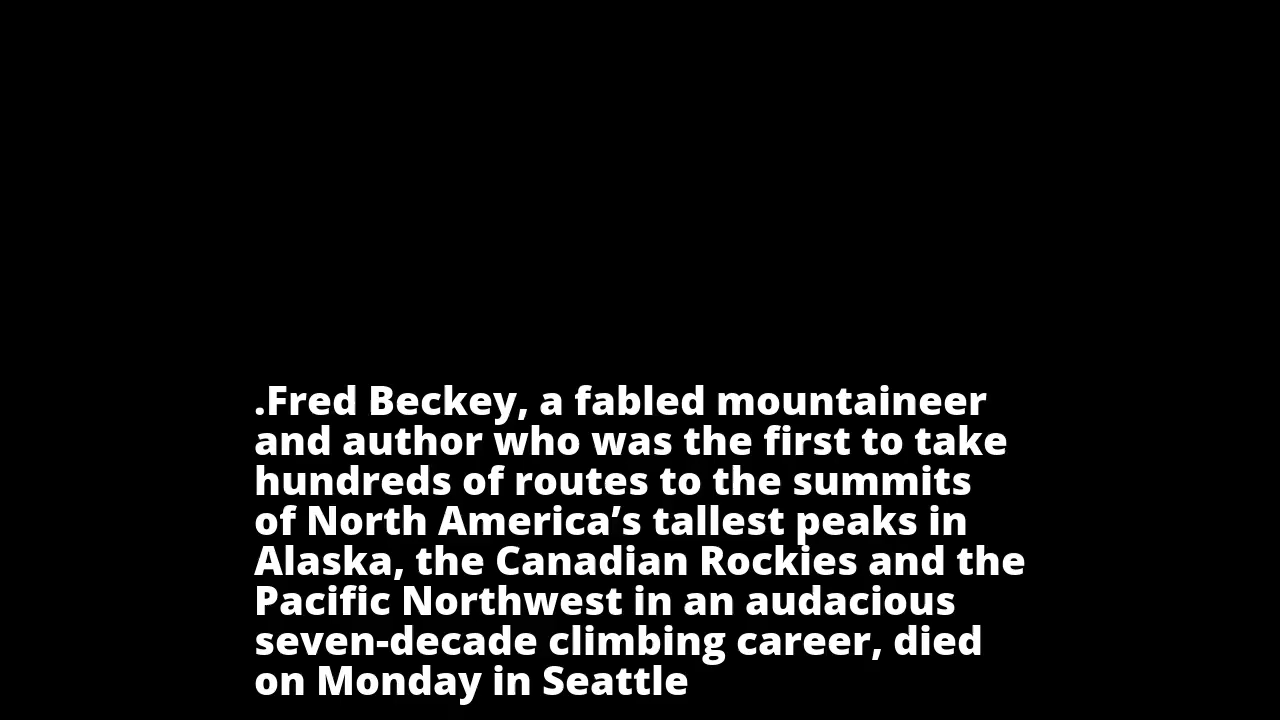 .Fred Beckey, a fabled mountaineer
and author who was the first to take
hundreds of routes to the summits
of North America’s tallest peaks in
Alaska, the Canadian Rockies and the
Pacific Northwest in an audacious
seven-decade climbing career, died
on Monday in Seattle